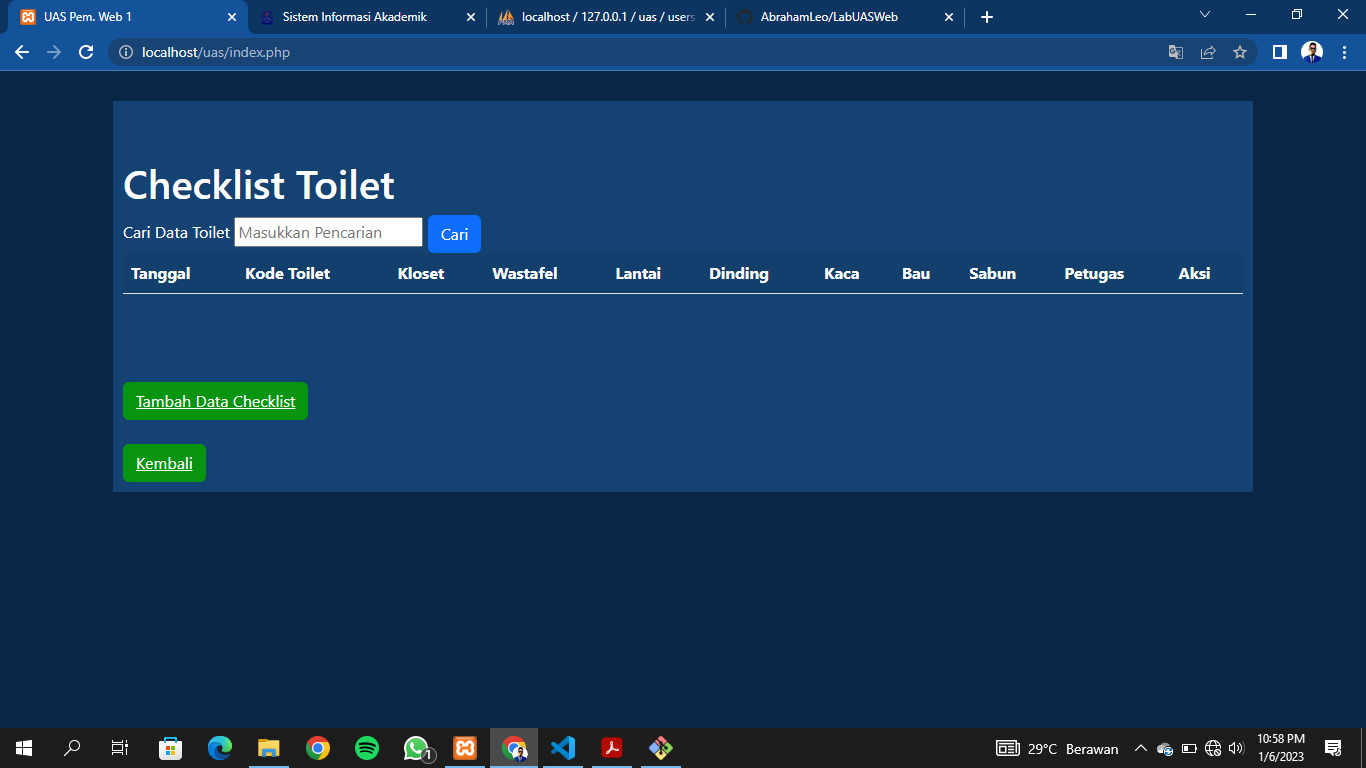 UAS Pem. Web 1
Sistem Informasi Akademik
localhost / 127.0.0.1 / uas / users
AbrahamLeo/LabUASWeb
localhost/uas/index.php
Checklist Toilet
Cari Data Toilet Masukkan Pencarian Cari
Tanggal Kode Toilet Kloset Wastafel Lantai Dinding Kaca Bau Sabun Petugas Aksi
Tambah Data Checklist
Kembali
1
29°C Berawan
10:58 PM
1/6/2023